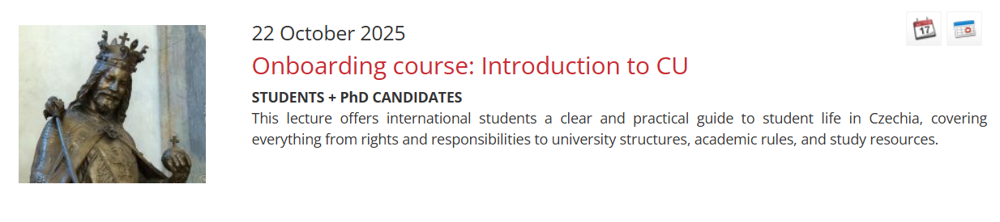 22 October 2025
Onboarding course: Introduction to CU
STUDENTS + PhD CANDIDATES
This lecture offers international students a clear and practical guide to student life in Czechia, covering
everything from rights and responsibilities to university structures, academic rules, and study resources.
17